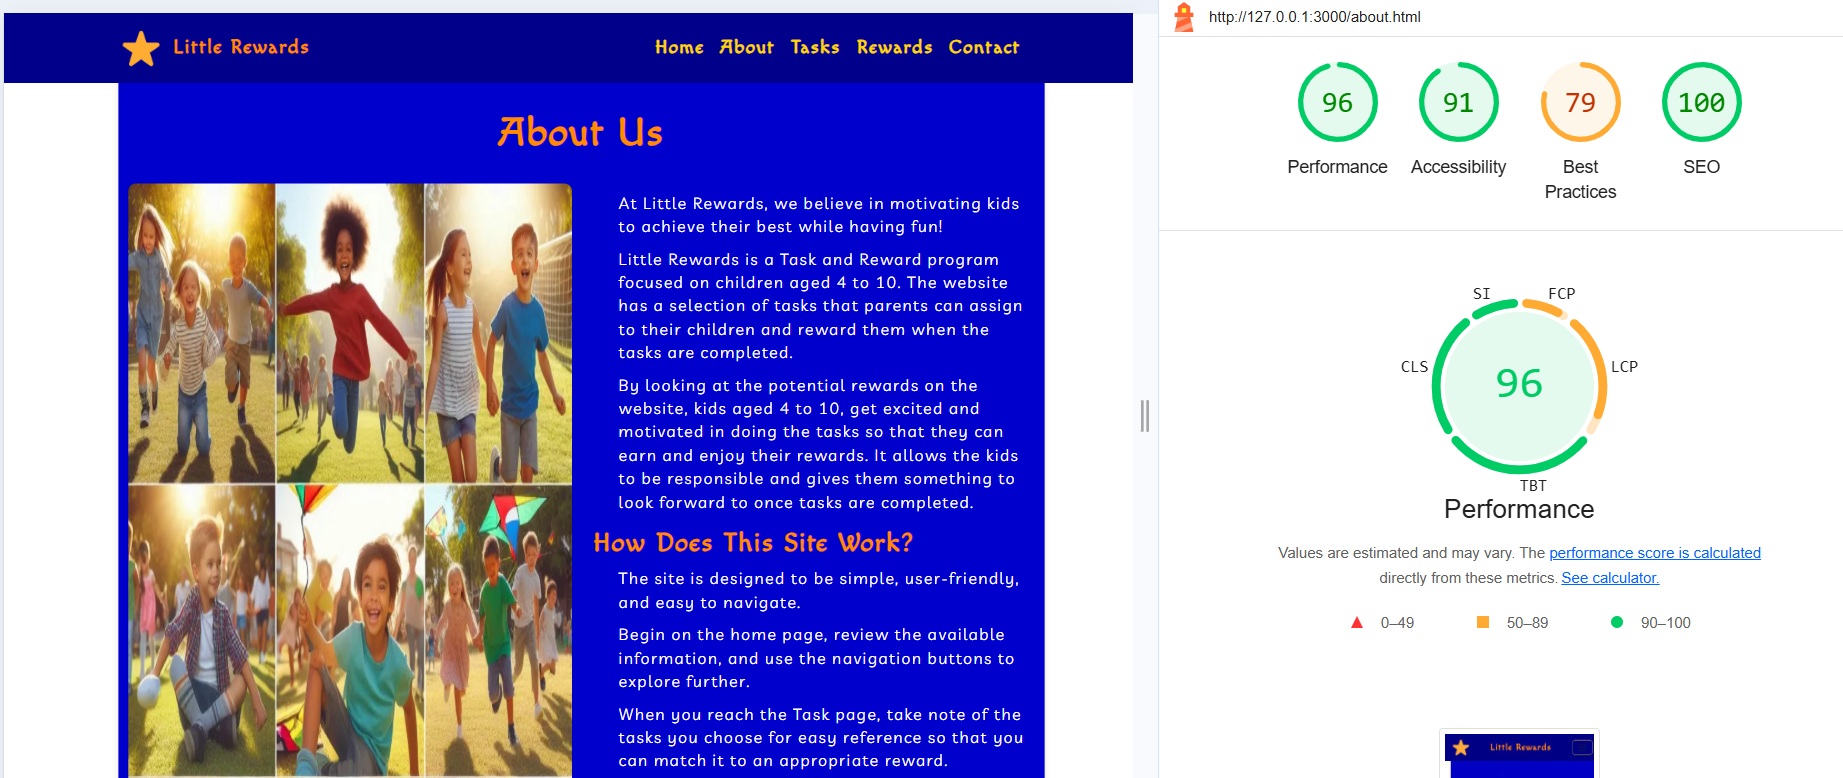 Little Rewards
Home About Tasks Rewards Contact
About Us
At Little Rewards, we believe in motivating kids
to achieve their best while having fun!
Little Rewards is a Task and Reward program
focused on children aged 4 to 10. The website
has a selection of tasks that parents can assign
to their children and reward them when the
tasks are completed.
By looking at the potential rewards on the
website, kids aged 4 to 10, get excited and
motivated in doing the tasks so that they can
earn and enjoy their rewards. It allows the kids
to be responsible and gives them something to
look forward to once tasks are completed.
How Does This Site Work?
The site is designed to be simple, user-friendly,
and easy to navigate.
Begin on the home page, review the available
information, and use the navigation buttons to
explore further.
When you reach the Task page, take note of the
tasks you choose for easy reference so that you
can match it to an appropriate reward.
http://127.0.0.1:3000/about.html
96
Performance
91
Accessibility
79
Best
Practices
100
SEO
SI
FCP
CLS
LCP
96
TBT
Performance
Values are estimated and may vary. The performance score is calculated
directly from these metrics. See calculator.
0–49
50–89
90–100
Little Rewards